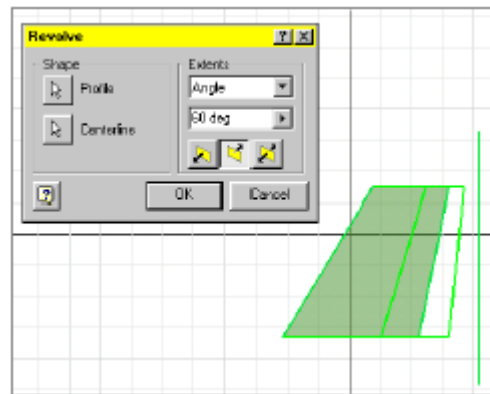 Revolve
Shape
Profile
Centerline
Extents
Angle
60 deg
OK
Cancel